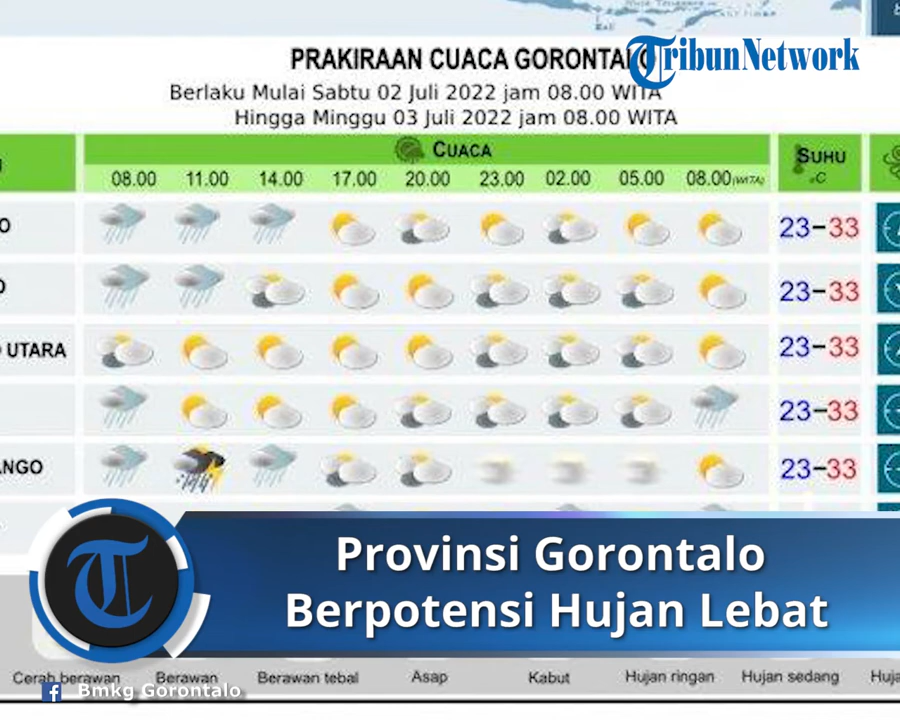 TribunNetwork
PRAKIRAAN CUACA GORONTALO
Berlaku Mulai Sabtu 02 Juli 2022 jam 08.00 WITA
Hingga Minggu 03 Juli 2022 jam 08.00 WITA
CUACA
SUHU
°C
08.00 11.00 14.00 17.00 20.00 23.00 02.00 05.00 08.00(WITA)
O 23-33
O 23-33
O UTARA 23-33
23-33
ANGO 23-33
Provinsi Gorontalo
Berpotensi Hujan Lebat
Cerah berawan Berawan Berawan tebal Asap Kabut Hujan ringan Hujan sedang Huja
Bmkg Gorontalo